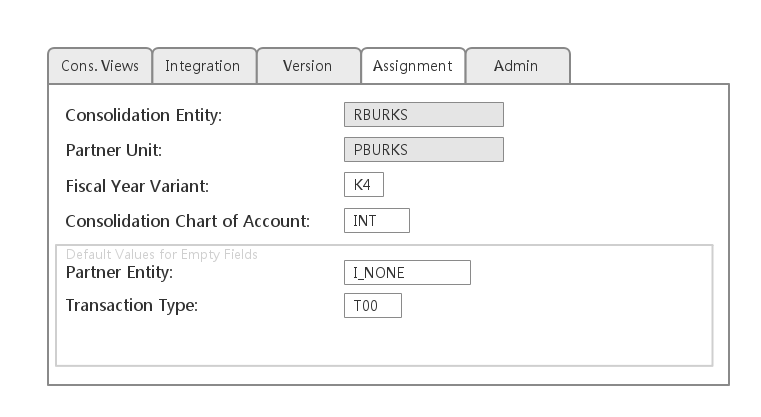 Cons. Views Integration Version Assignment Admin
Consolidation Entity: RBURKS
Partner Unit: PBURKS
Fiscal Year Variant: K4
Consolidation Chart of Account: INT
Default Values for Empty Fields
Partner Entity: I_NONE
Transaction Type: T00